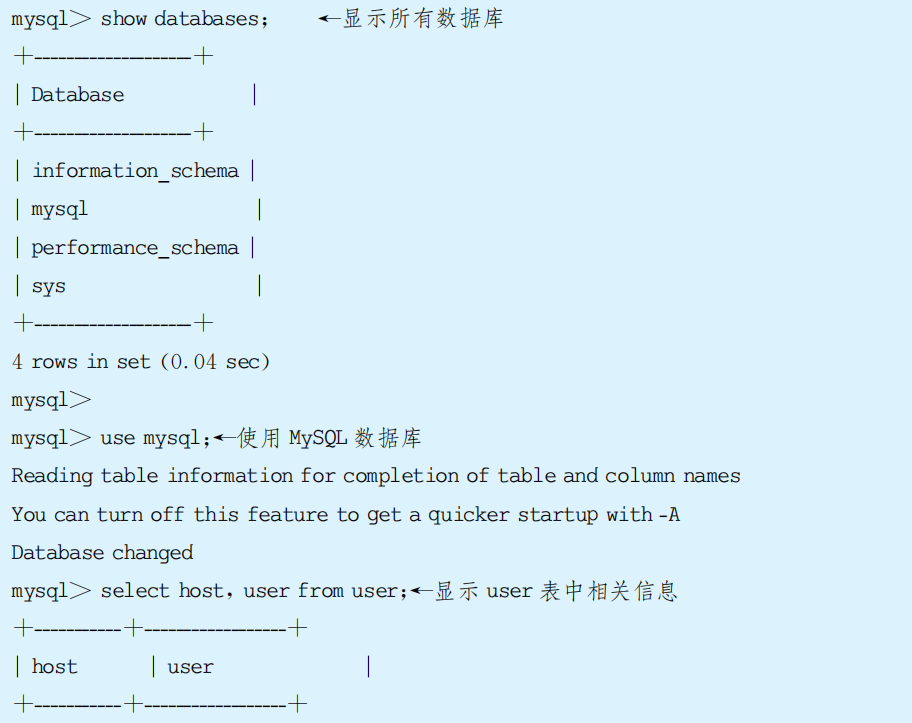 mysql> show databases;    ←显示所有数据库
+--------------------+
| Database           |
+--------------------+
| information_schema |
| mysql              |
| performance_schema |
| sys                |
+--------------------+
4 rows in set (0.04 sec)
mysql>
mysql> use mysql;←使用 MySQL 数据库
Reading table information for completion of table and column names
You can turn off this feature to get a quicker startup with -A
Database changed
mysql> select host, user from user;←显示 user 表中相关信息
+-----------+------------------+
| host      | user             |
+-----------+------------------+